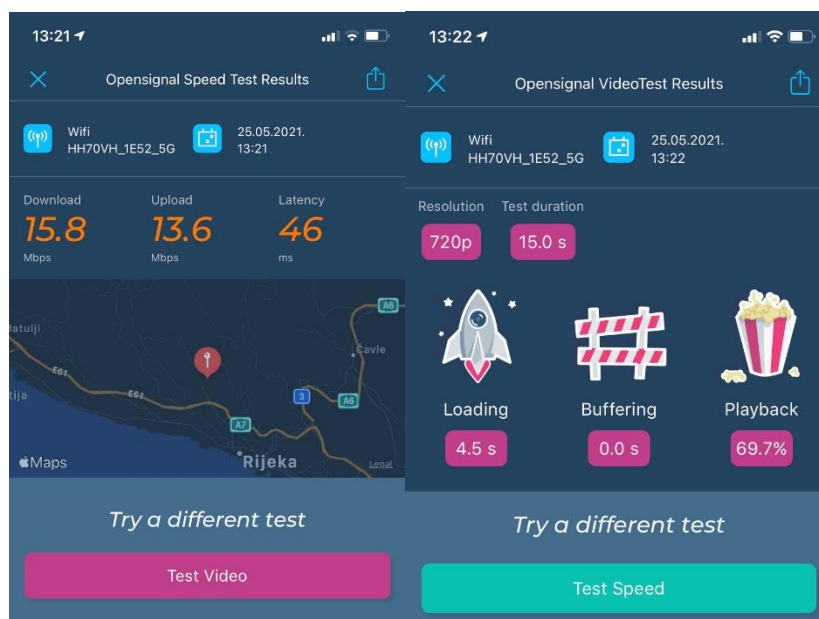 13:21
Opensignal Speed Test Results
Wifi
HH70VH_1E52_5G
25.05.2021.
13:21
Download
Upload
Latency
15.8
13.6
46
Mbps
Mbps
ms
A6
Čavle
E61
E61
3
A6
A7
Rijeka
Maps
Legal
Try a different test
Test Video
13:22
Opensignal VideoTest Results
Wifi
HH70VH_1E52_5G
25.05.2021.
13:22
Resolution
Test duration
720p
15.0 s
Loading
Buffering
Playback
4.5 s
0.0 s
69.7%
Try a different test
Test Speed